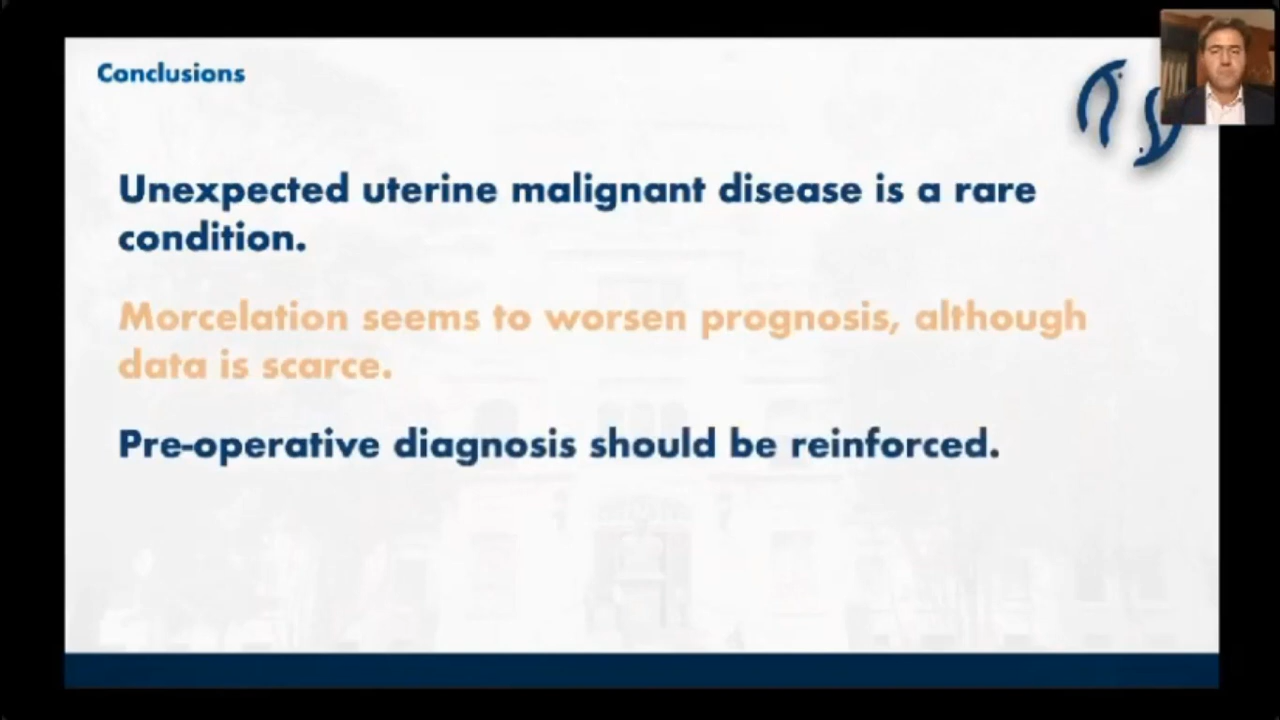 Conclusions
Unexpected uterine malignant disease is a rare
condition.
Morcelation seems to worsen prognosis, although
data is scarce.
Pre-operative diagnosis should be reinforced.